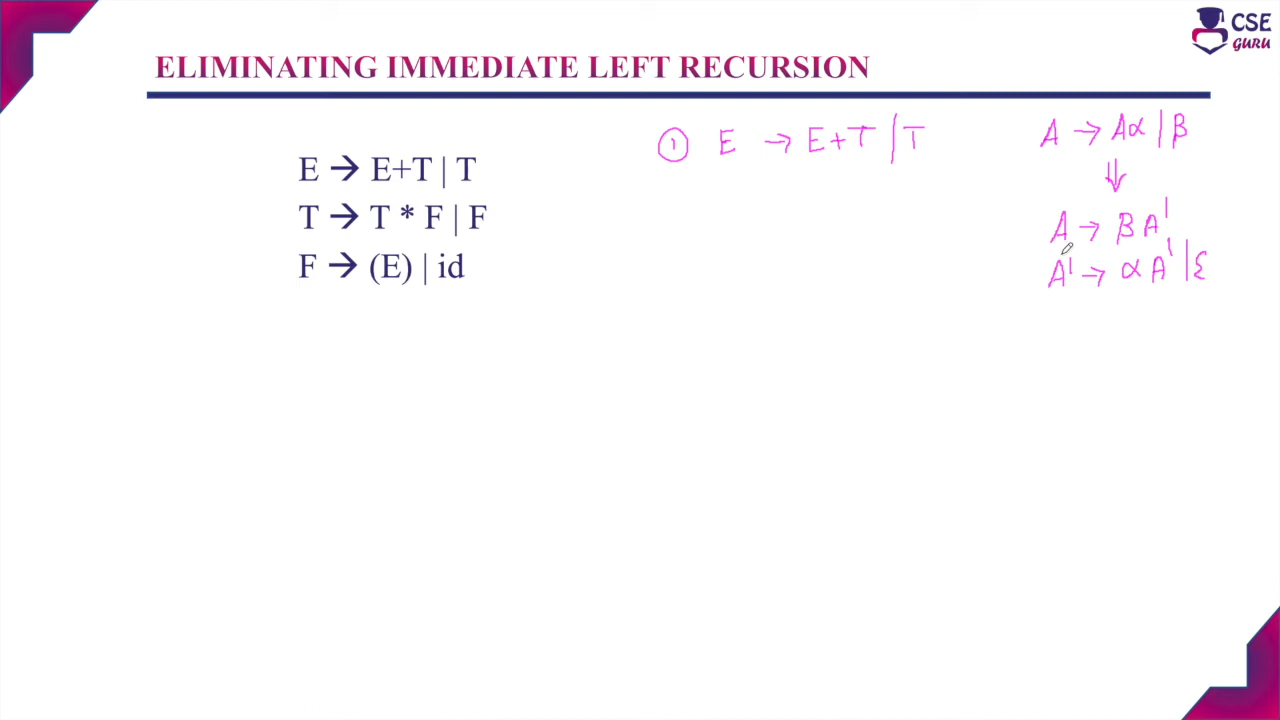 CSE
GURU
ELIMINATING IMMEDIATE LEFT RECURSION
E → E+T | T
T → T * F | F
F → (E) | id
① E → E+T | T
A → Aα | β
⇓
A → βA'
A' → αA' | ε